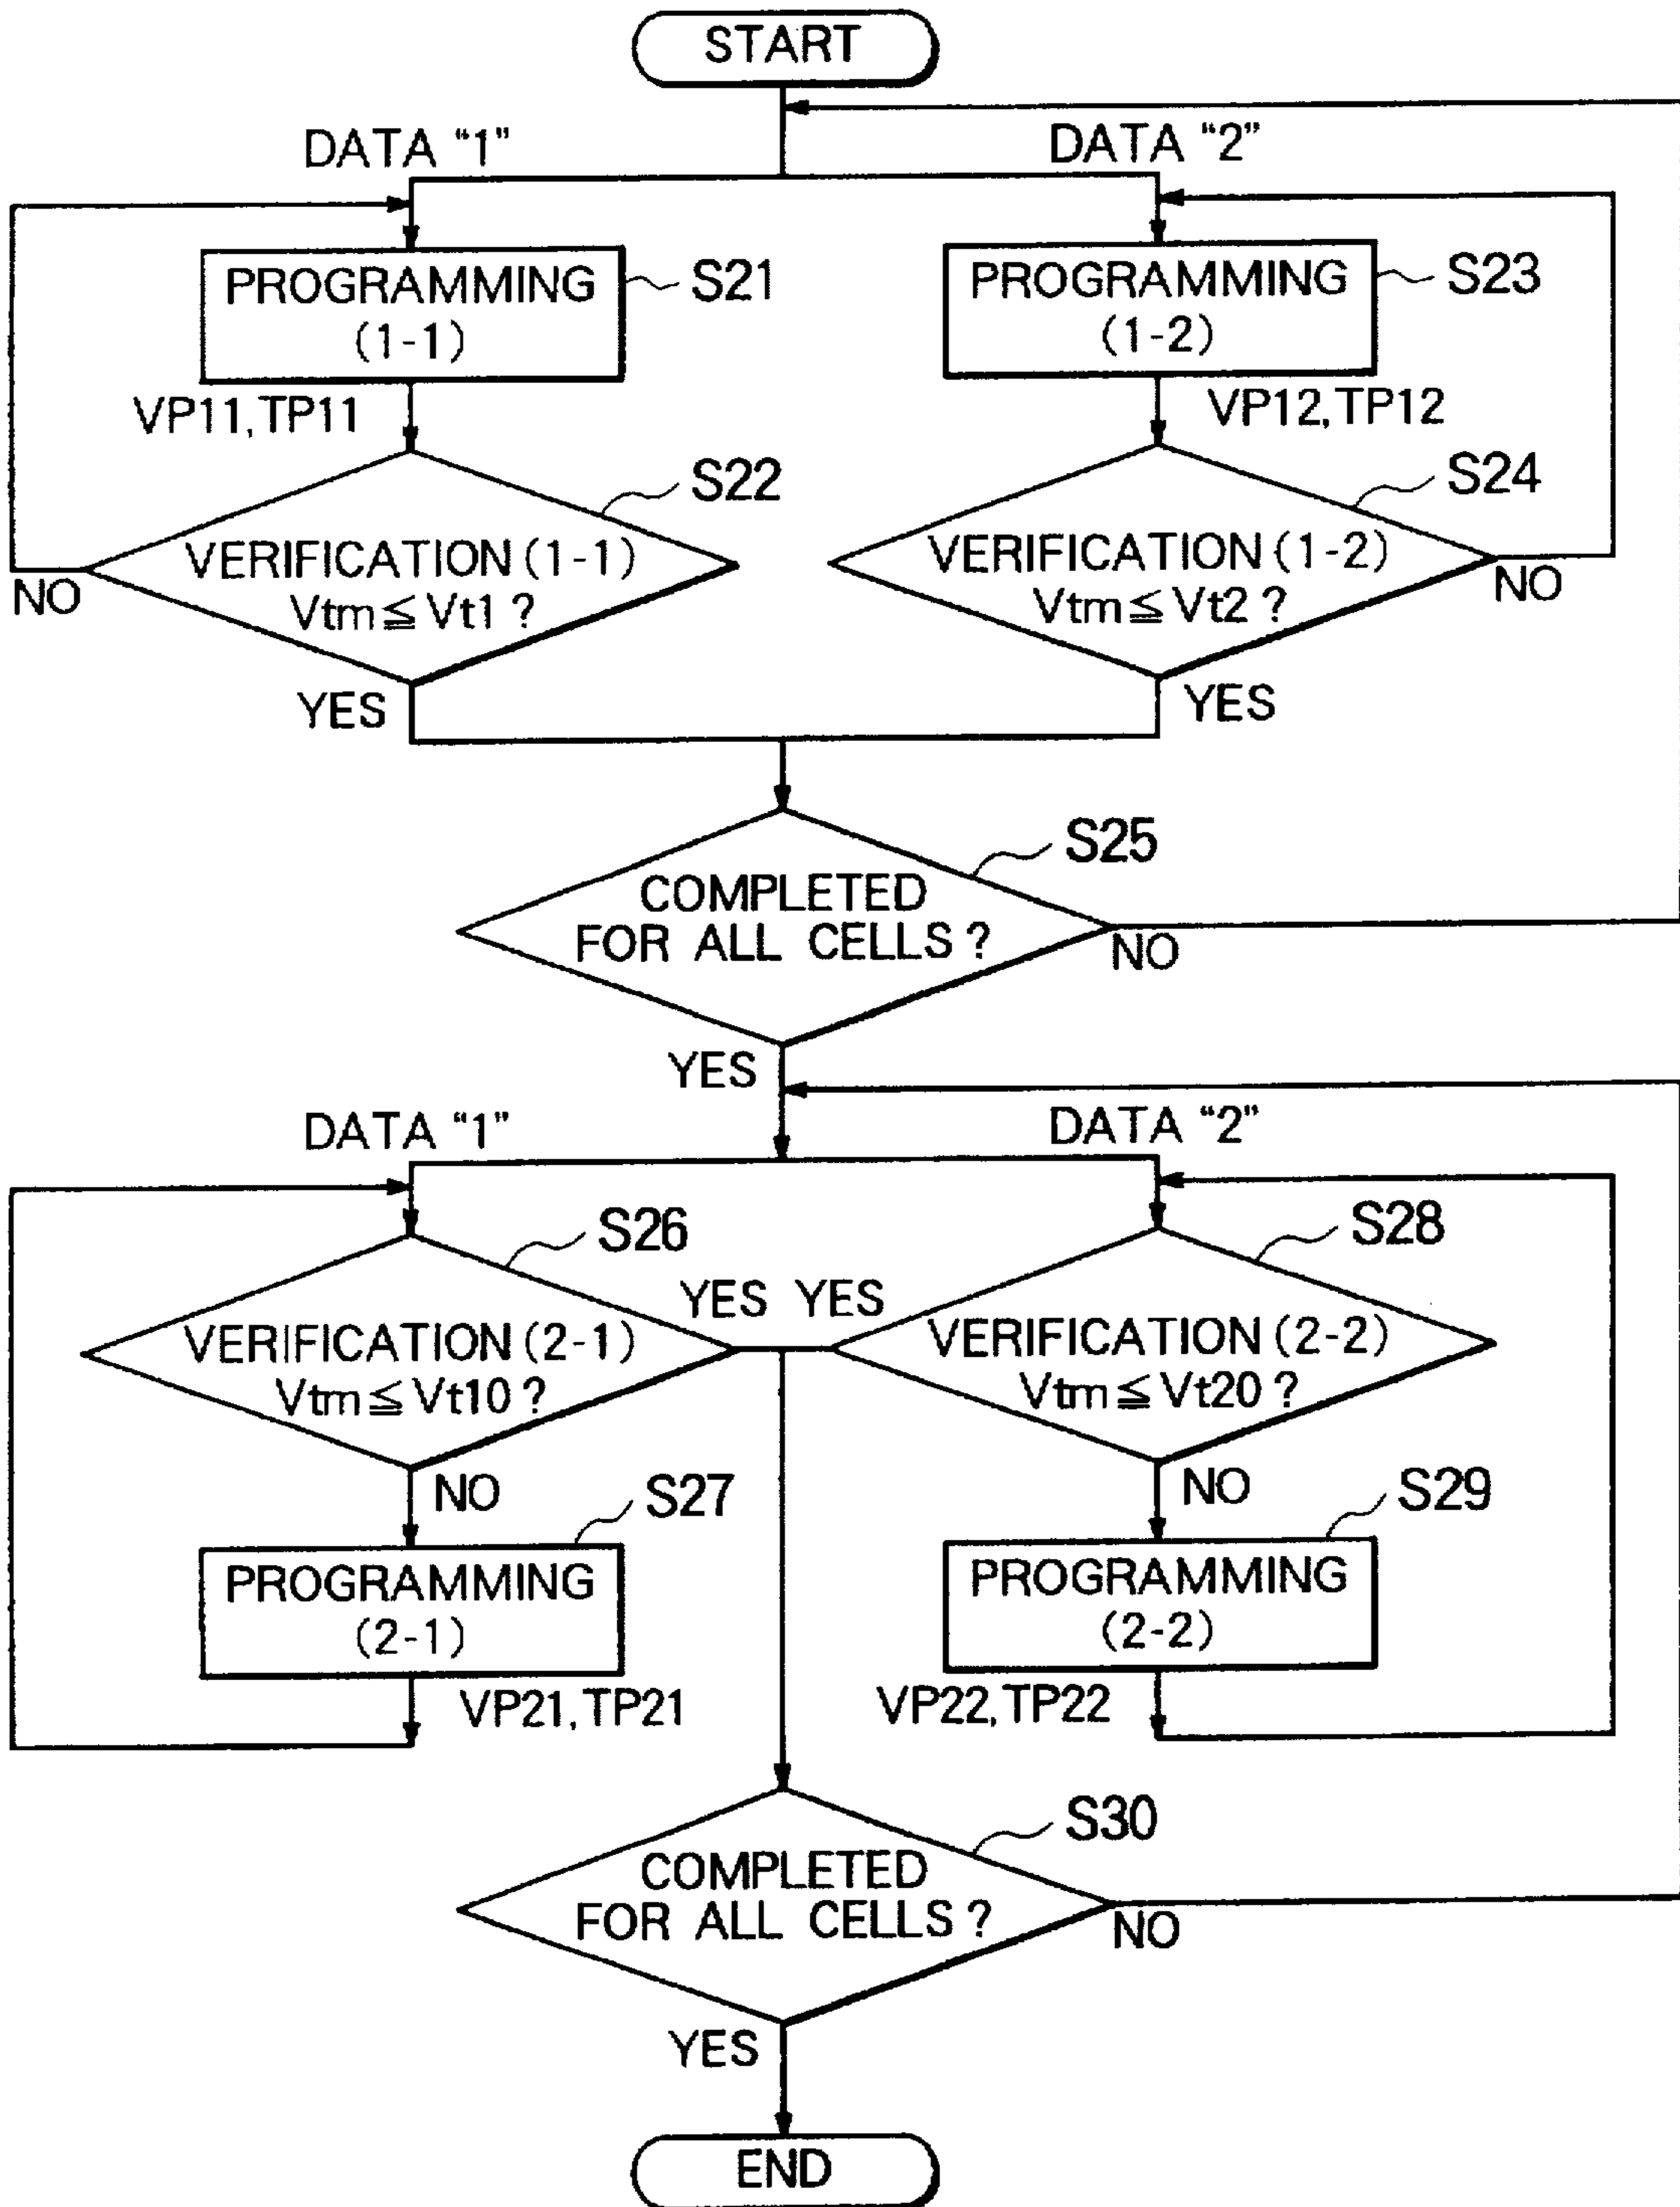 START
DATA “1”
DATA “2”
PROGRAMMING
(1-1)
S21
PROGRAMMING
(1-2)
S23
VP11,TP11
VP12,TP12
S22
S24
VERIFICATION (1-1)
Vtm≦Vt1?
NO
VERIFICATION (1-2)
Vtm≦Vt2?
NO
YES
YES
S25
COMPLETED
FOR ALL CELLS?
NO
YES
DATA “1”
DATA “2”
S26
S28
YES YES
VERIFICATION (2-1)
Vtm≦Vt10?
VERIFICATION (2-2)
Vtm≦Vt20?
NO
S27
NO
S29
PROGRAMMING
(2-1)
PROGRAMMING
(2-2)
VP21,TP21
VP22,TP22
S30
COMPLETED
FOR ALL CELLS?
NO
YES
END